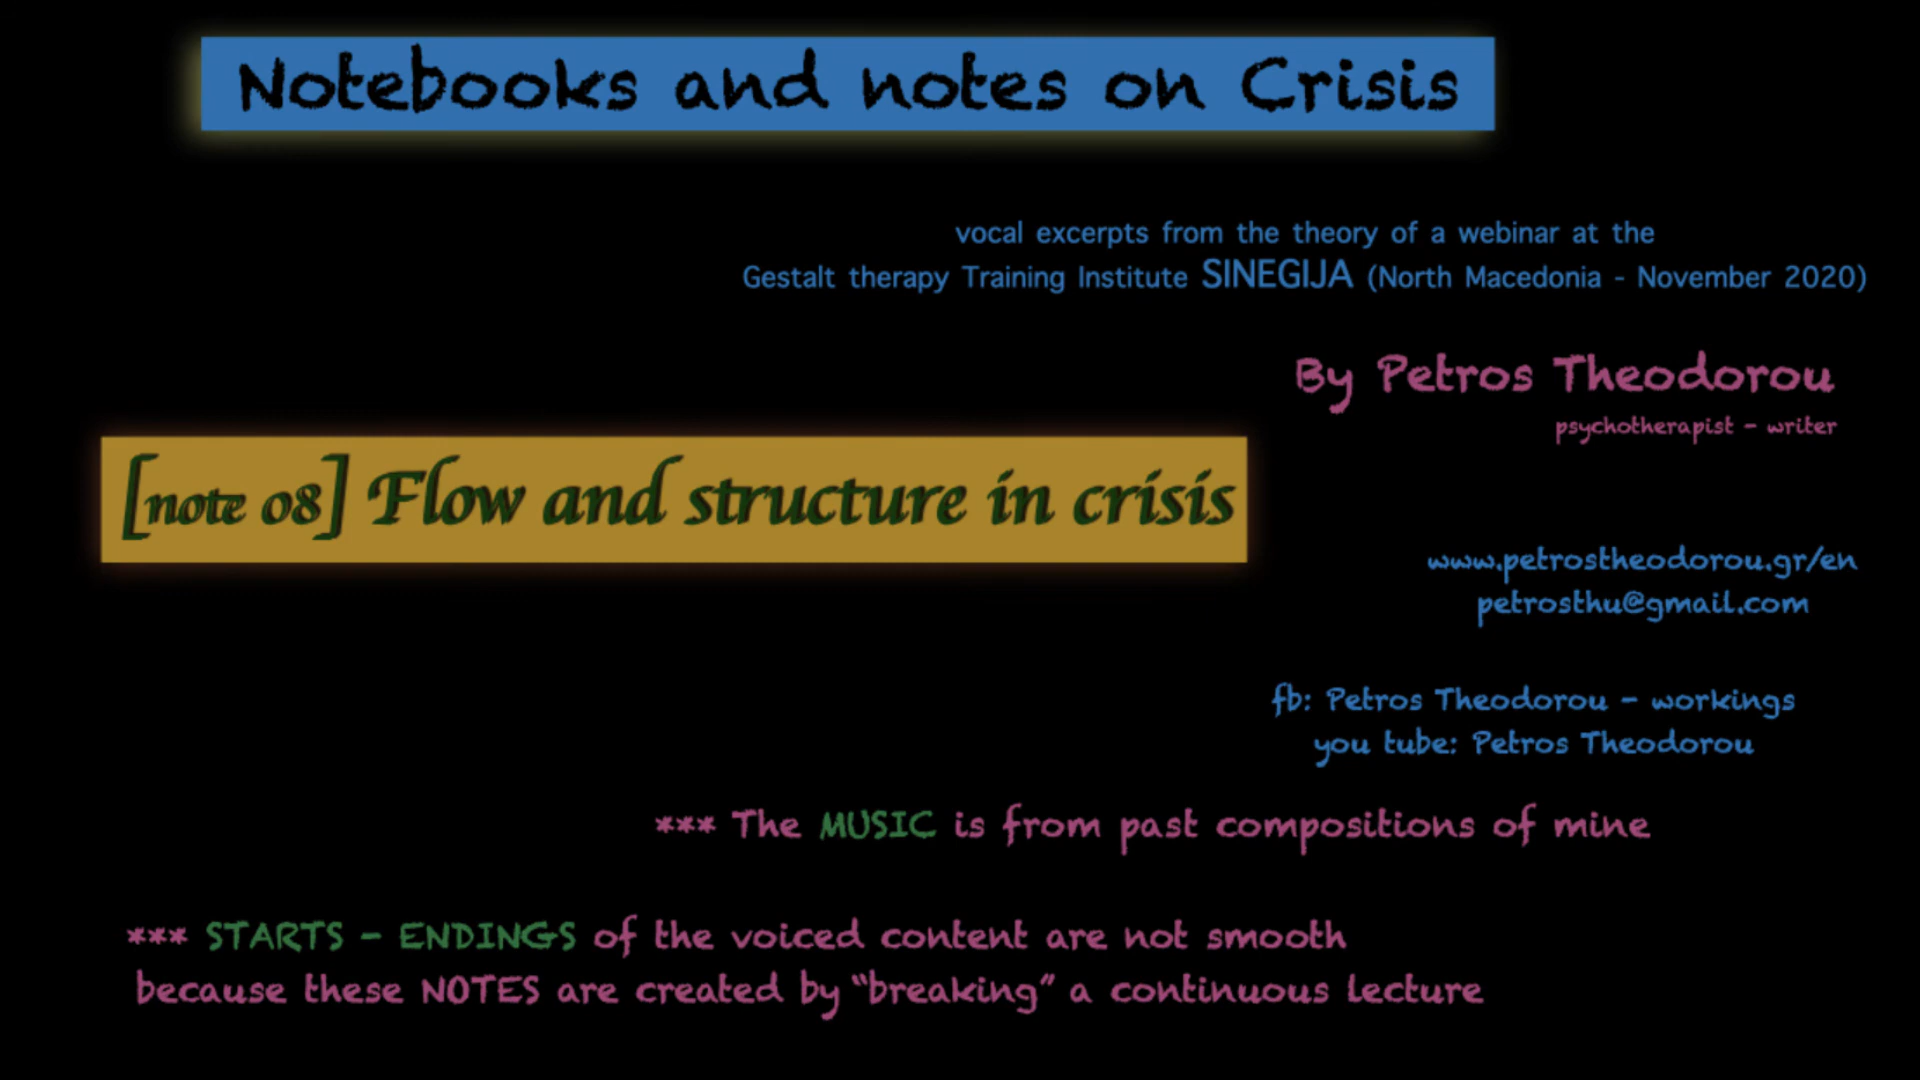 Notebooks and notes on Crisis
vocal excerpts from the theory of a webinar at the
Gestalt therapy Training Institute SINEGIJA (North Macedonia - November 2020)
By Petros Theodorou
psychotherapist - writer
[note 08] Flow and structure in crisis
www.petrostheodorou.gr/en
petrosthu@gmail.com
fb: Petros Theodorou - workings
you tube: Petros Theodorou
*** The MUSIC is from past compositions of mine
*** STARTS - ENDINGS of the voiced content are not smooth
because these NOTES are created by “breaking” a continuous lecture